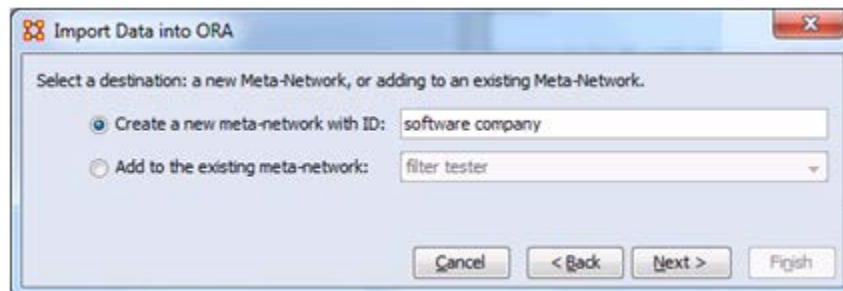 Import Data into ORA
Select a destination: a new Meta-Network, or adding to an existing Meta-Network.
Create a new meta-network with ID: software company
Add to the existing meta-network: filter tester
Cancel < Back Next > Finish